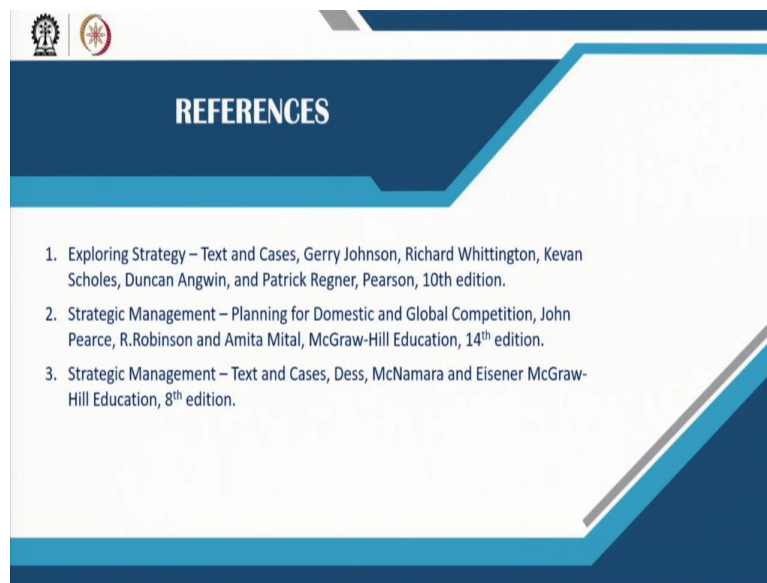 REFERENCES
1. Exploring Strategy – Text and Cases, Gerry Johnson, Richard Whittington, Kevan
Scholes, Duncan Angwin, and Patrick Regner, Pearson, 10th edition.
2. Strategic Management – Planning for Domestic and Global Competition, John
Pearce, R.Robinson and Amita Mital, McGraw-Hill Education, 14th edition.
3. Strategic Management – Text and Cases, Dess, McNamara and Eisener McGraw-
Hill Education, 8th edition.